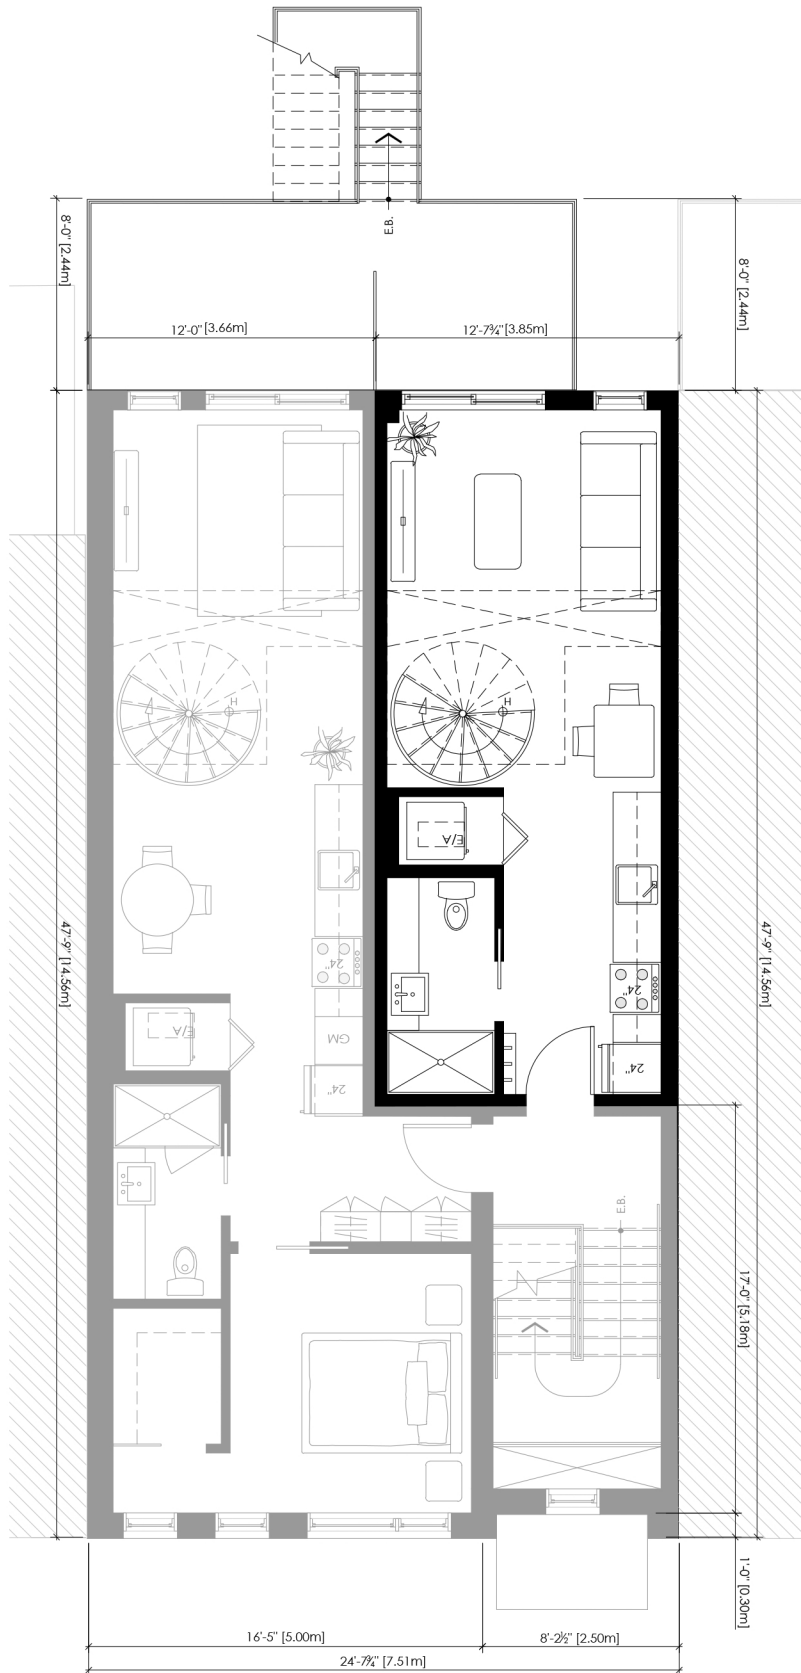 E.B.
8'-0" [2.44m]
8'-0" [2.44m]
12'-0" [3.66m]
12'-7¾" [3.85m]
H
H
E/A
24"
24"
47'-9" [14.56m]
47'-9" [14.56m]
E/A
GM
24"
24"
E.B.
17'-0" [5.18m]
1'-0" [0.30m]
16'-5" [5.00m]
8'-2½" [2.50m]
24'-7¾" [7.51m]